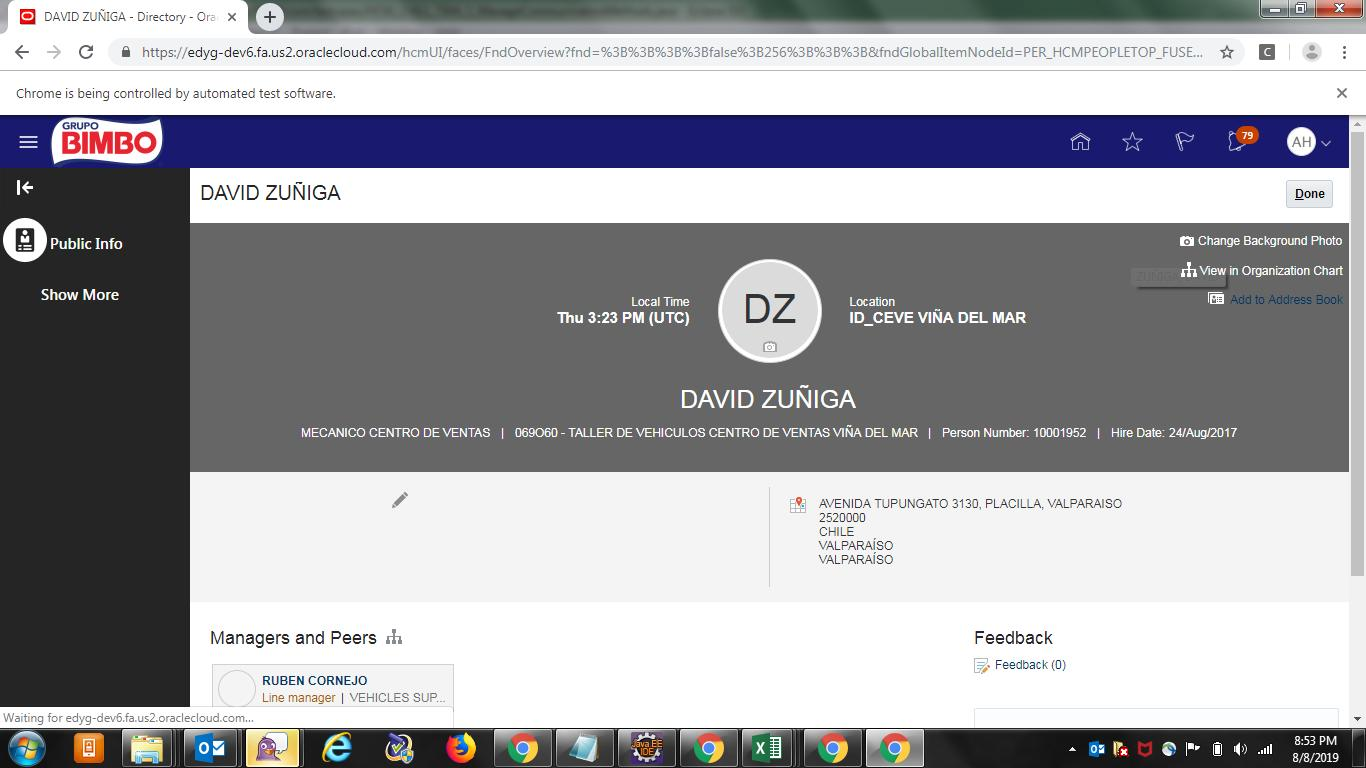 DAVID ZUÑIGA - Directory - Ora
https://edyg-dev6.fa.us2.oraclecloud.com/hcmUI/faces/FndOverview?fnd=%3B%3B%3B%3Bfalse%3B256%3B%3B%3B&fndGlobalItemNodeId=PER_HCMPEOPLETOP_FUSE...
Chrome is being controlled by automated test software.
GRUPO
BIMBO
79
AH
DAVID ZUÑIGA
Done
Public Info
Show More
Change Background Photo
View in Organization Chart
Add to Address Book
Local Time
Thu 3:23 PM (UTC)
DZ
Location
ID_CEVE VIÑA DEL MAR
DAVID ZUÑIGA
MECANICO CENTRO DE VENTAS | 069O60 - TALLER DE VEHICULOS CENTRO DE VENTAS VIÑA DEL MAR | Person Number: 10001952 | Hire Date: 24/Aug/2017
AVENIDA TUPUNGATO 3130, PLACILLA, VALPARAISO
2520000
CHILE
VALPARAÍSO
VALPARAÍSO
Managers and Peers
Feedback
Feedback (0)
RUBEN CORNEJO
Line manager | VEHICLES SUP...
Waiting for edyg-dev6.fa.us2.oraclecloud.com...
Java EE
IDE
8:53 PM
8/8/2019